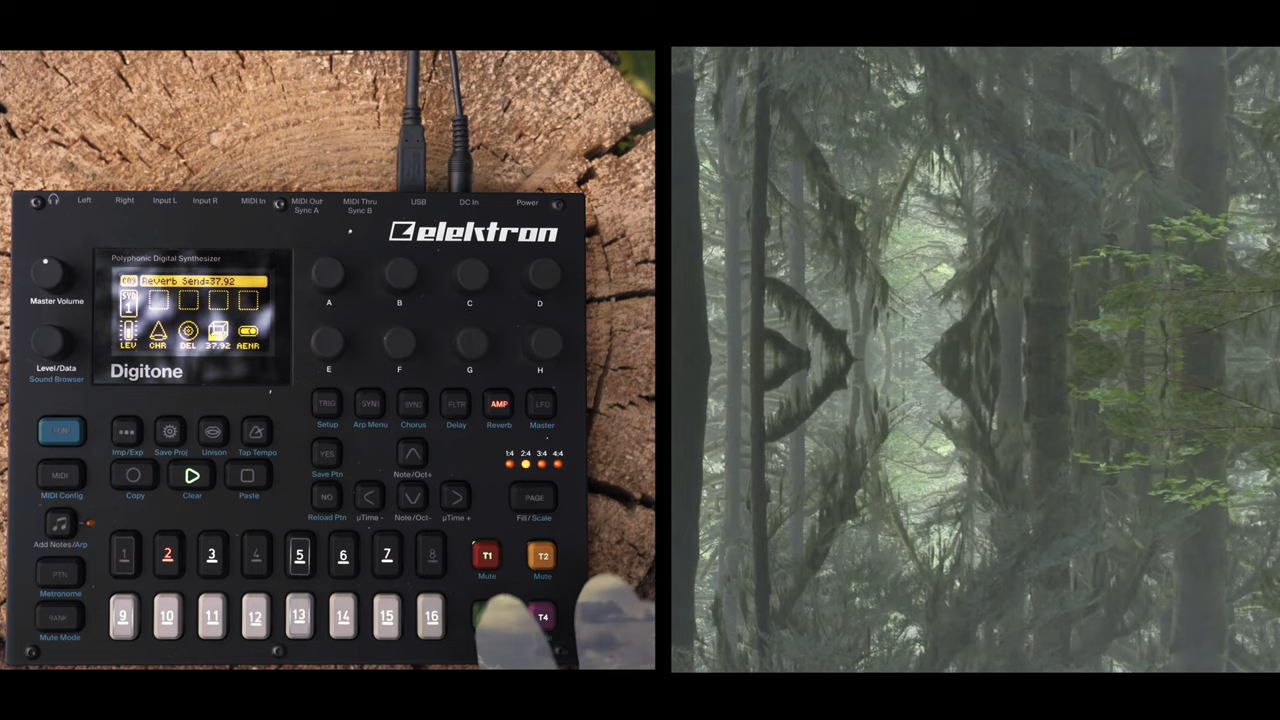 Left Right Input L Input R MIDI In MIDI Out MIDI Thru USB DC In Power
Sync A Sync B
elektron
Polyphonic Digital Synthesizer
C09 Reverb Send=37.92
SYN
1
LEV CHR DEL 37.92 AENR
Digitone
Master Volume
Level/Data
Sound Browser
A B C D
E F G H
TRIG SYN1 SYN2 FLTR AMP LFO
Setup Arp Menu Chorus Delay Reverb Master
Imp/Exp Save Proj Unison Tap Tempo
YES
Save Ptn Note/Oct+
1:4 2:4 3:4 4:4
MIDI
MIDI Config Copy Clear Paste
NO PAGE
Reload Ptn µTime - Note/Oct- µTime + Fill/Scale
Add Notes/Arp
1 2 3 4 5 6 7 8 T1 T2
Mute Mute
PTN
Metronome
BANK
9 10 11 12 13 14 15 16 T4
Mute Mode